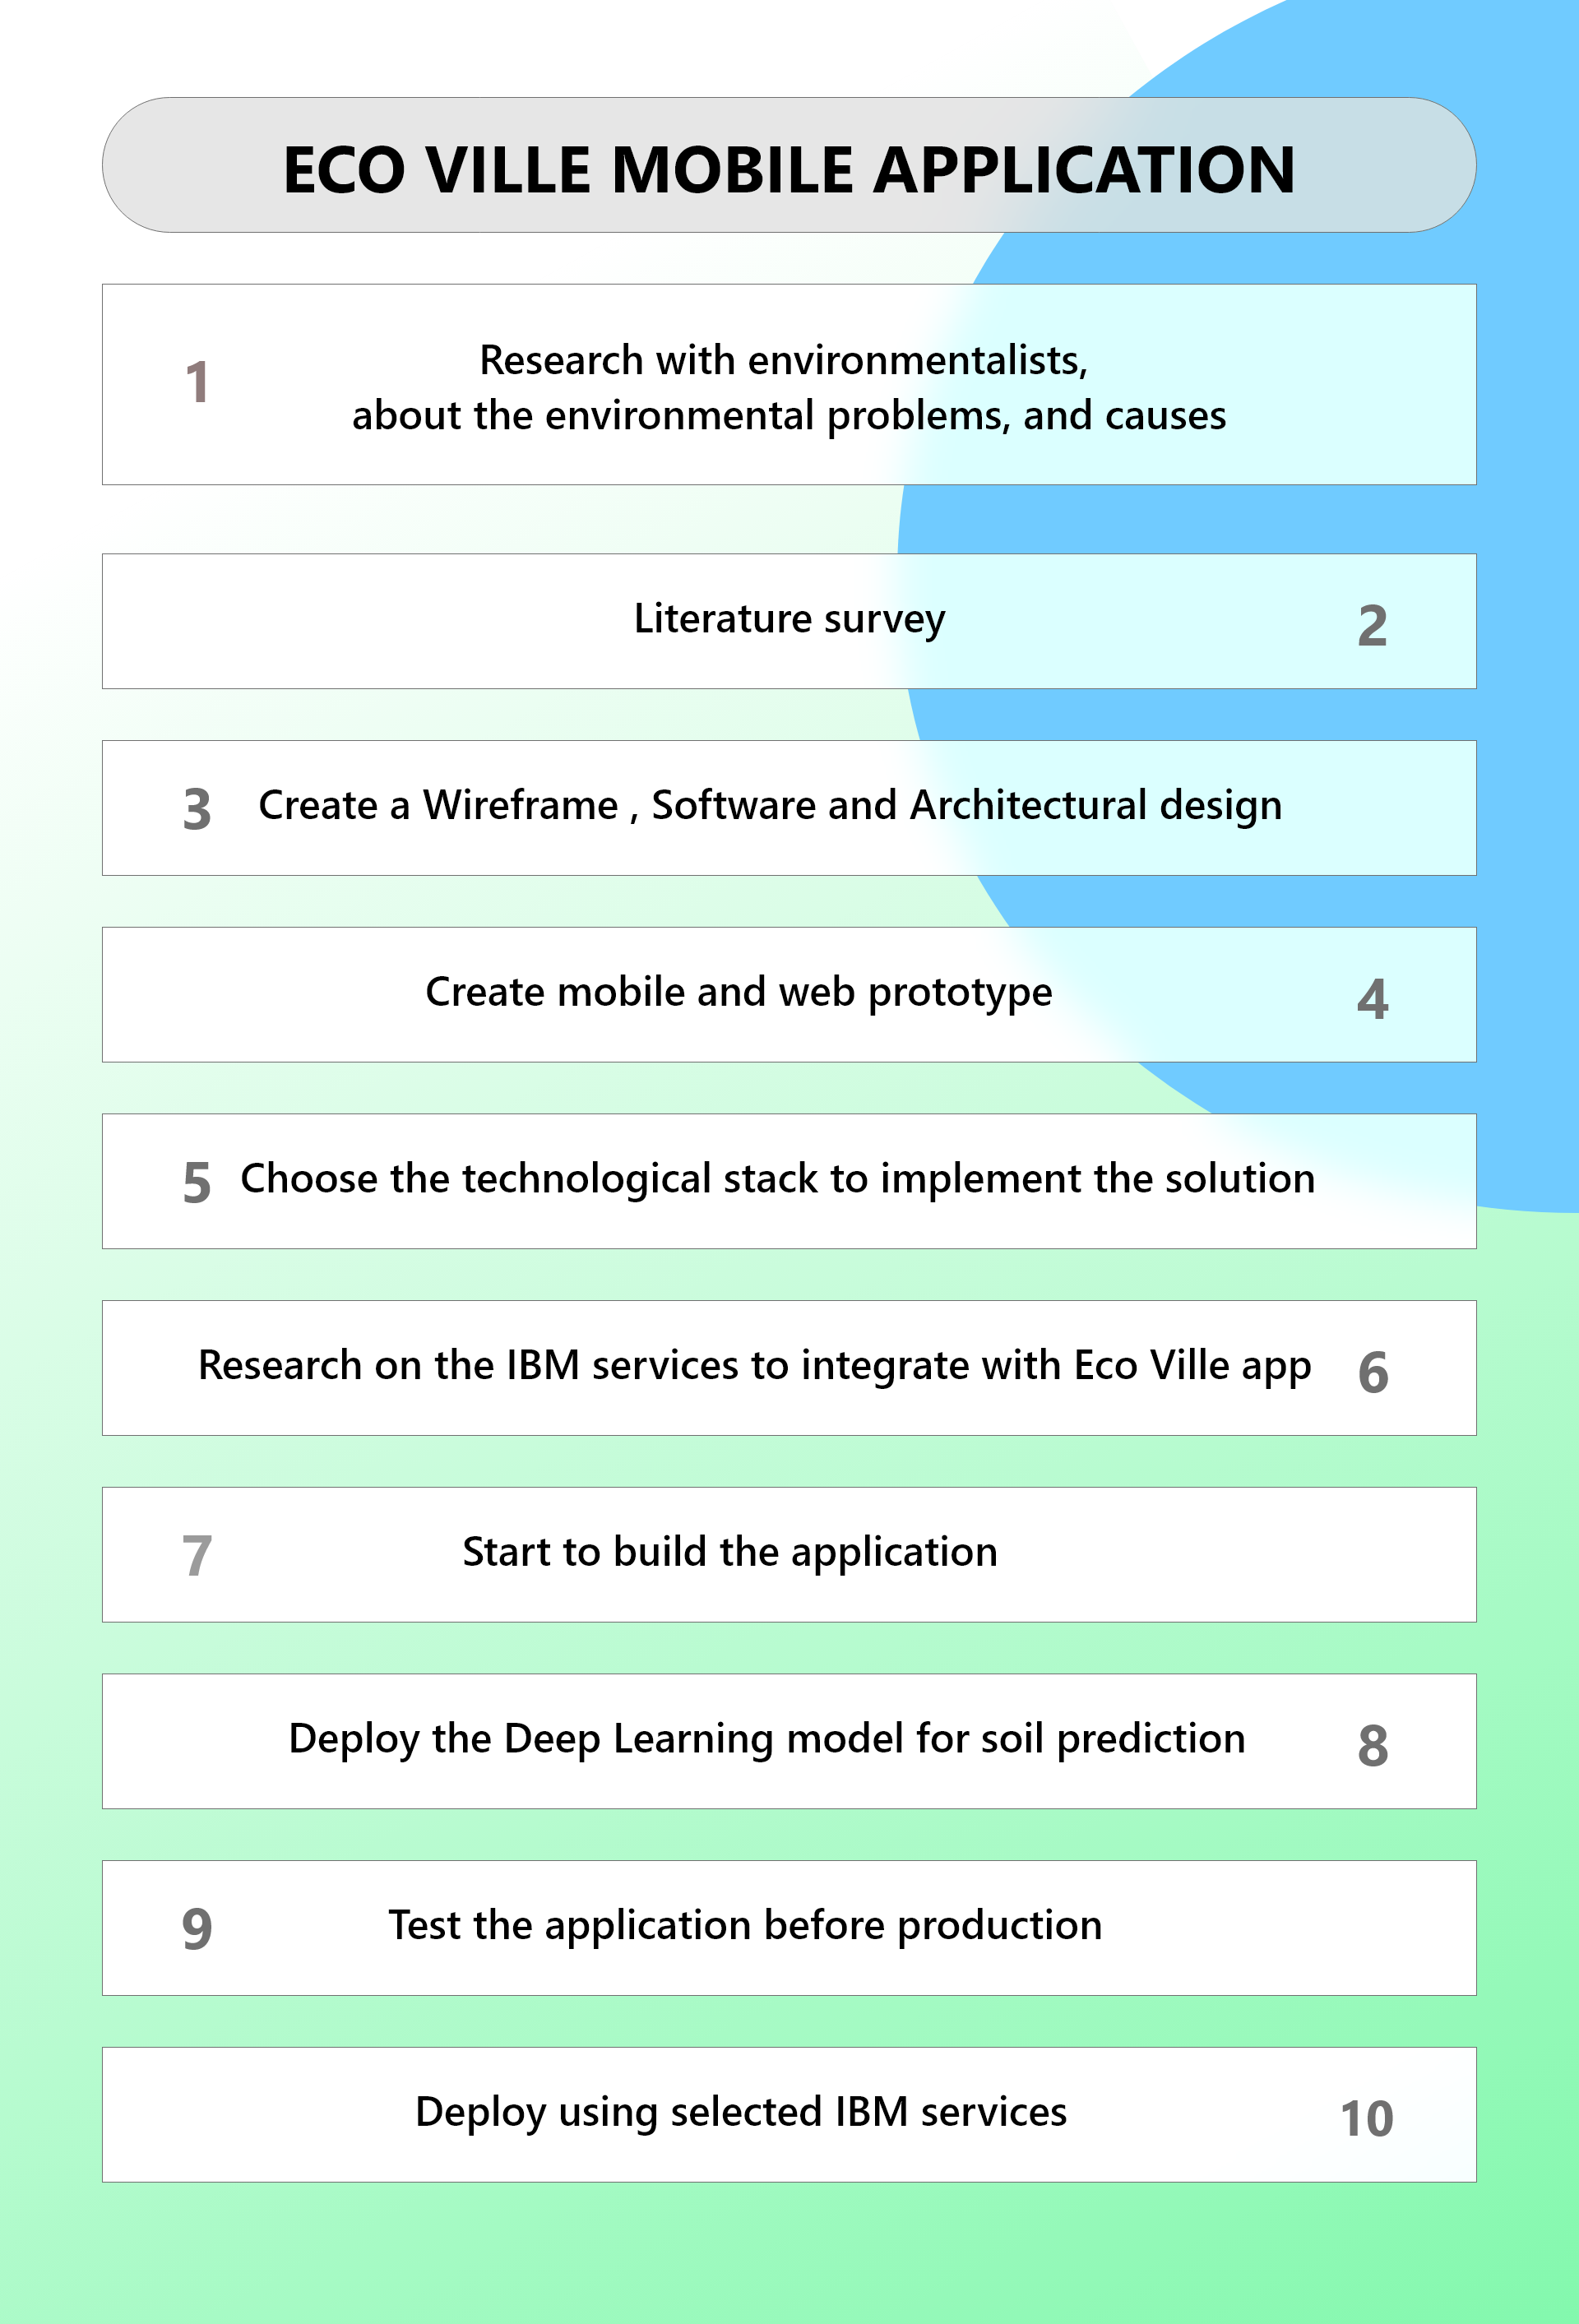 ECO VILLE MOBILE APPLICATION
1
Research with environmentalists,
about the environmental problems, and causes
Literature survey 2
3 Create a Wireframe , Software and Architectural design
Create mobile and web prototype 4
5 Choose the technological stack to implement the solution
Research on the IBM services to integrate with Eco Ville app 6
7 Start to build the application
Deploy the Deep Learning model for soil prediction 8
9 Test the application before production
Deploy using selected IBM services 10